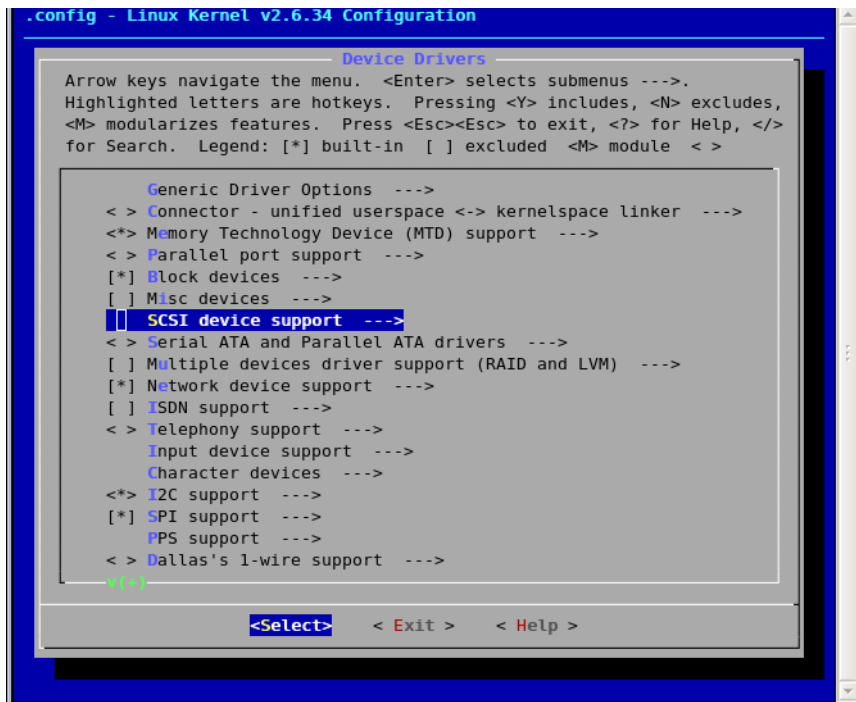 .config - Linux Kernel v2.6.34 Configuration
Device Drivers
Arrow keys navigate the menu.  <Enter> selects submenus --->.
Highlighted letters are hotkeys.  Pressing <Y> includes, <N> excludes,
<M> modularizes features.  Press <Esc><Esc> to exit, <?> for Help, </>
for Search.  Legend: [*] built-in  [ ] excluded  <M> module  < >
Generic Driver Options  --->
< > Connector - unified userspace <-> kernelspace linker  --->
<*> Memory Technology Device (MTD) support  --->
< > Parallel port support  --->
[*] Block devices  --->
[ ] Misc devices  --->
SCSI device support  --->
< > Serial ATA and Parallel ATA drivers  --->
[ ] Multiple devices driver support (RAID and LVM)  --->
[*] Network device support  --->
[ ] ISDN support  --->
< > Telephony support  --->
Input device support  --->
Character devices  --->
<*> I2C support  --->
[*] SPI support  --->
PPS support  --->
< > Dallas's 1-wire support  --->
v(+)
<Select>    < Exit >    < Help >